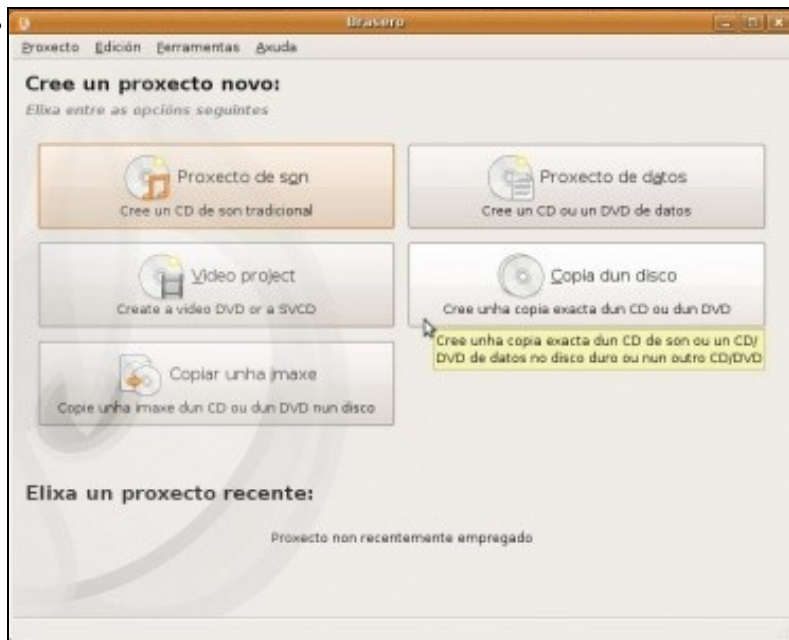 Brasero
Proxecto Edición Ferramentas Axuda
Cree un proxecto novo:
Elixa entre as opcións seguintes
Proxecto de son
Cree un CD de son tradicional
Proxecto de datos
Cree un CD ou un DVD de datos
Video project
Create a video DVD or a SVCD
Copia dun disco
Cree unha copia exacta dun CD ou dun DVD
Cree unha copia exacta dun CD de son ou un CD/
DVD de datos no disco duro ou nun outro CD/DVD
Copiar unha imaxe
Copie unha imaxe dun CD ou dun DVD nun disco
Elixa un proxecto recente:
Proxecto non recentemente empregado